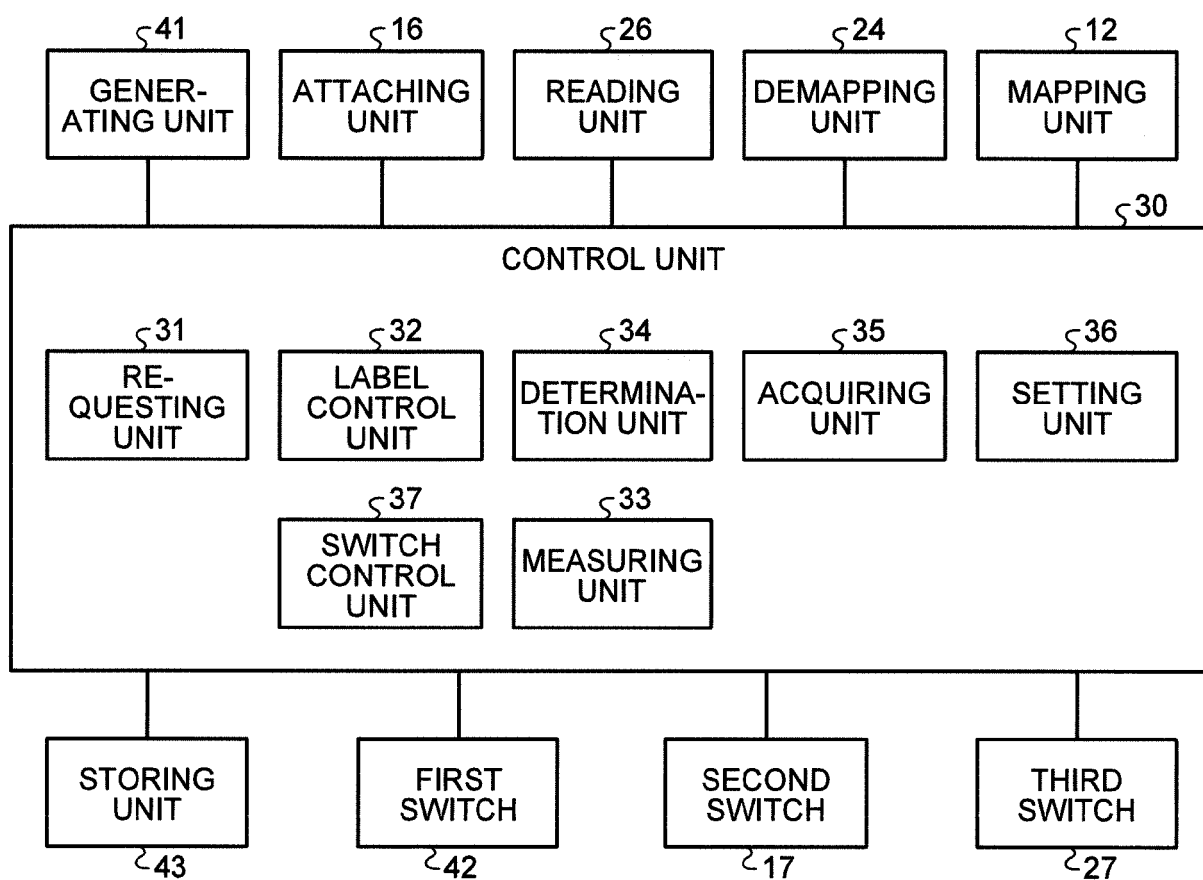 41 16 26 24 12
GENER-
ATING UNIT
ATTACHING
UNIT
READING
UNIT
DEMAPPING
UNIT
MAPPING
UNIT
30
CONTROL UNIT
31 32 34 35 36
RE-
QUESTING
UNIT
LABEL
CONTROL
UNIT
DETERMINA-
TION UNIT
ACQUIRING
UNIT
SETTING
UNIT
37 33
SWITCH
CONTROL
UNIT
MEASURING
UNIT
STORING
UNIT
FIRST
SWITCH
SECOND
SWITCH
THIRD
SWITCH
43 42 17 27